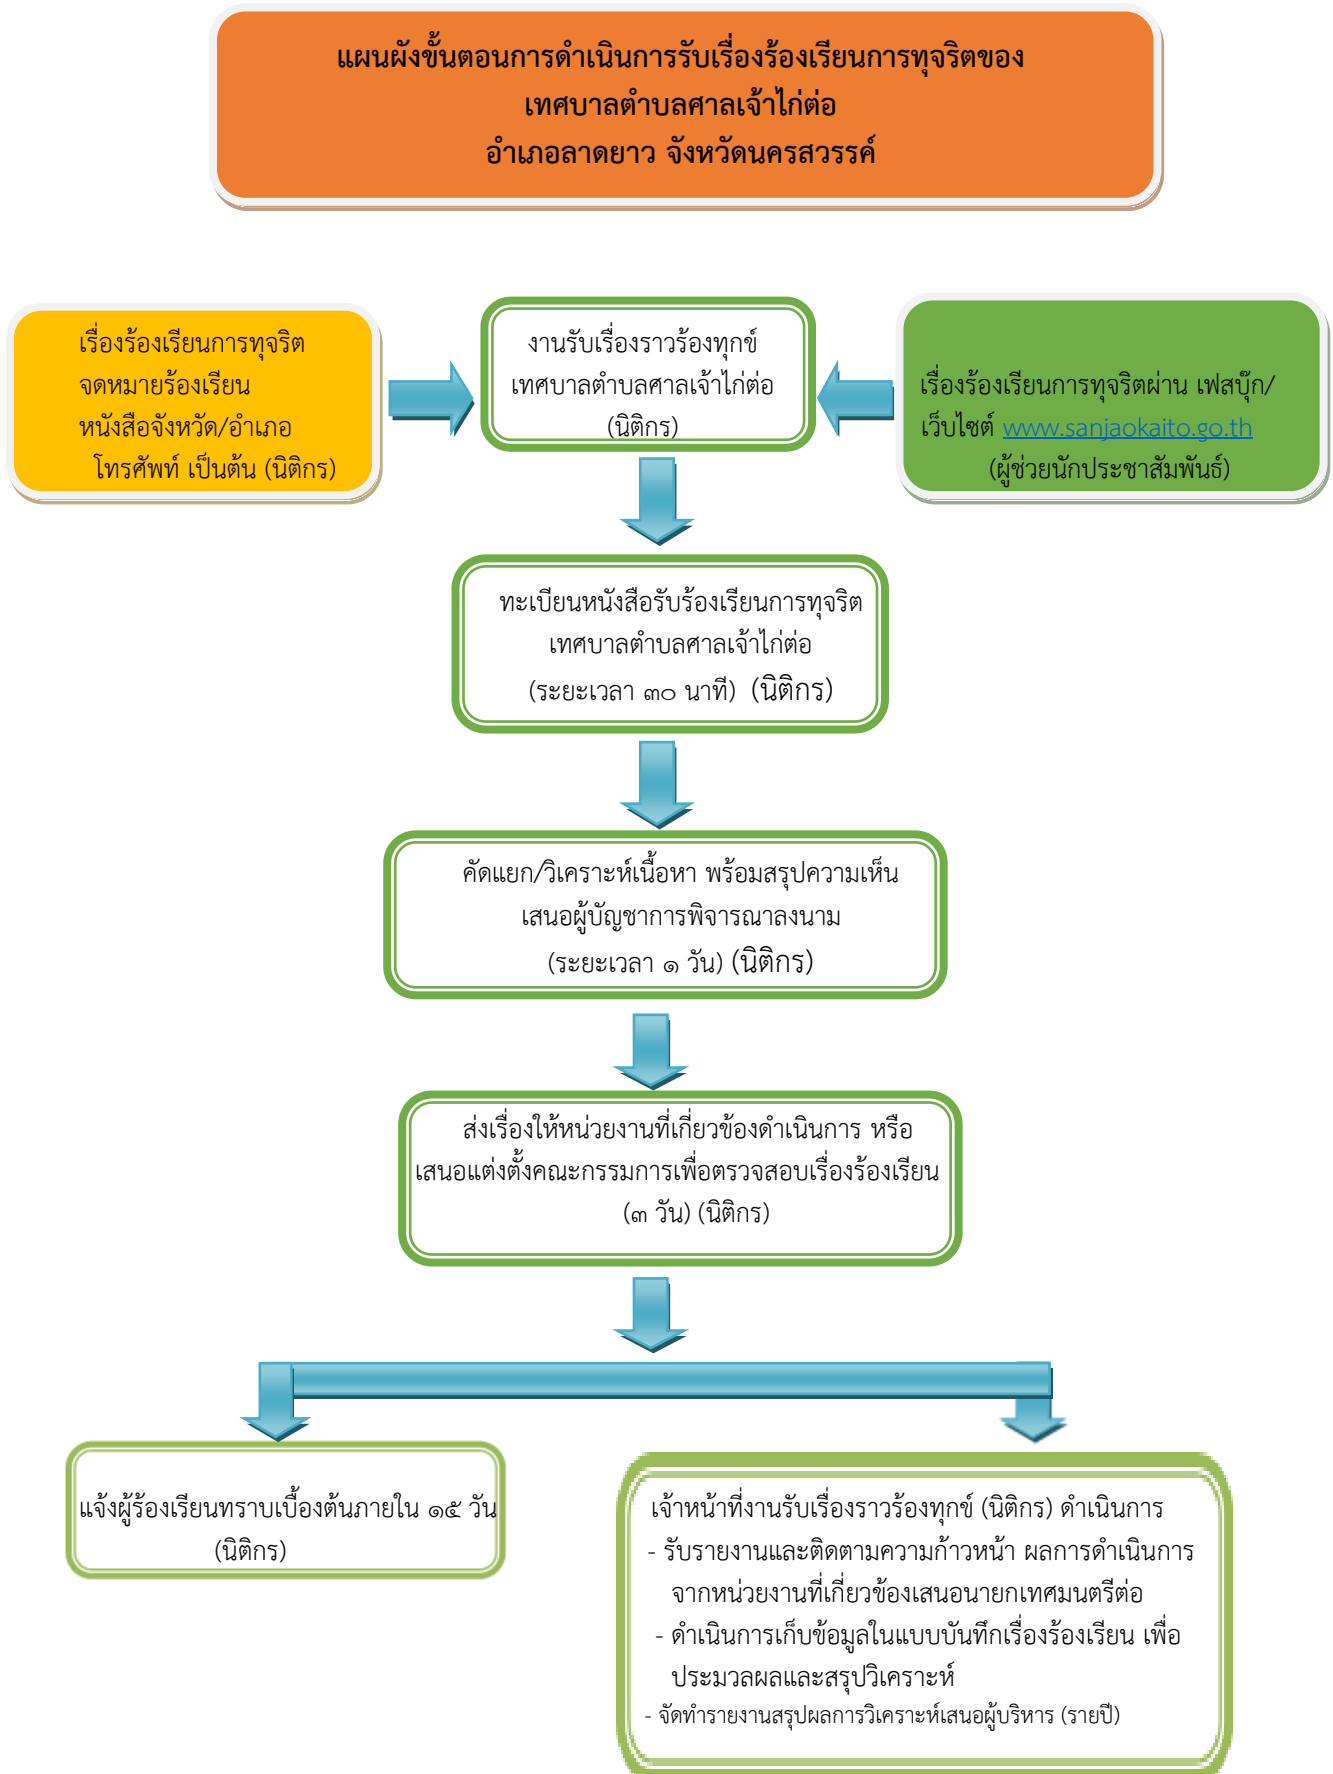 แผนผังขั้นตอนการดำเนินการรับเรื่องร้องเรียนการทุจริตของ
เทศบาลตำบลศาลเจ้าไก่ต่อ
อำเภอลาดยาว จังหวัดนครสวรรค์
เรื่องร้องเรียนการทุจริต
จดหมายร้องเรียน
หนังสือจังหวัด/อำเภอ
โทรศัพท์ เป็นต้น (นิติกร)
งานรับเรื่องราวร้องทุกข์
เทศบาลตำบลศาลเจ้าไก่ต่อ
(นิติกร)
เรื่องร้องเรียนการทุจริตผ่าน เฟสบุ๊ก/
เว็บไซต์ www.sanjaokaito.go.th
(ผู้ช่วยนักประชาสัมพันธ์)
ทะเบียนหนังสือรับร้องเรียนการทุจริต
เทศบาลตำบลศาลเจ้าไก่ต่อ
(ระยะเวลา ๓๐ นาที) (นิติกร)
คัดแยก/วิเคราะห์เนื้อหา พร้อมสรุปความเห็น
เสนอผู้บัญชาการพิจารณาลงนาม
(ระยะเวลา ๑ วัน) (นิติกร)
ส่งเรื่องให้หน่วยงานที่เกี่ยวข้องดำเนินการ หรือ
เสนอแต่งตั้งคณะกรรมการเพื่อตรวจสอบเรื่องร้องเรียน
(๓ วัน) (นิติกร)
แจ้งผู้ร้องเรียนทราบเบื้องต้นภายใน ๑๕ วัน
(นิติกร)
เจ้าหน้าที่งานรับเรื่องราวร้องทุกข์ (นิติกร) ดำเนินการ
- รับรายงานและติดตามความก้าวหน้า ผลการดำเนินการ
จากหน่วยงานที่เกี่ยวข้องเสนอนายกเทศมนตรีต่อ
- ดำเนินการเก็บข้อมูลในแบบบันทึกเรื่องร้องเรียน เพื่อ
ประมวลผลและสรุปวิเคราะห์
- จัดทำรายงานสรุปผลการวิเคราะห์เสนอผู้บริหาร (รายปี)